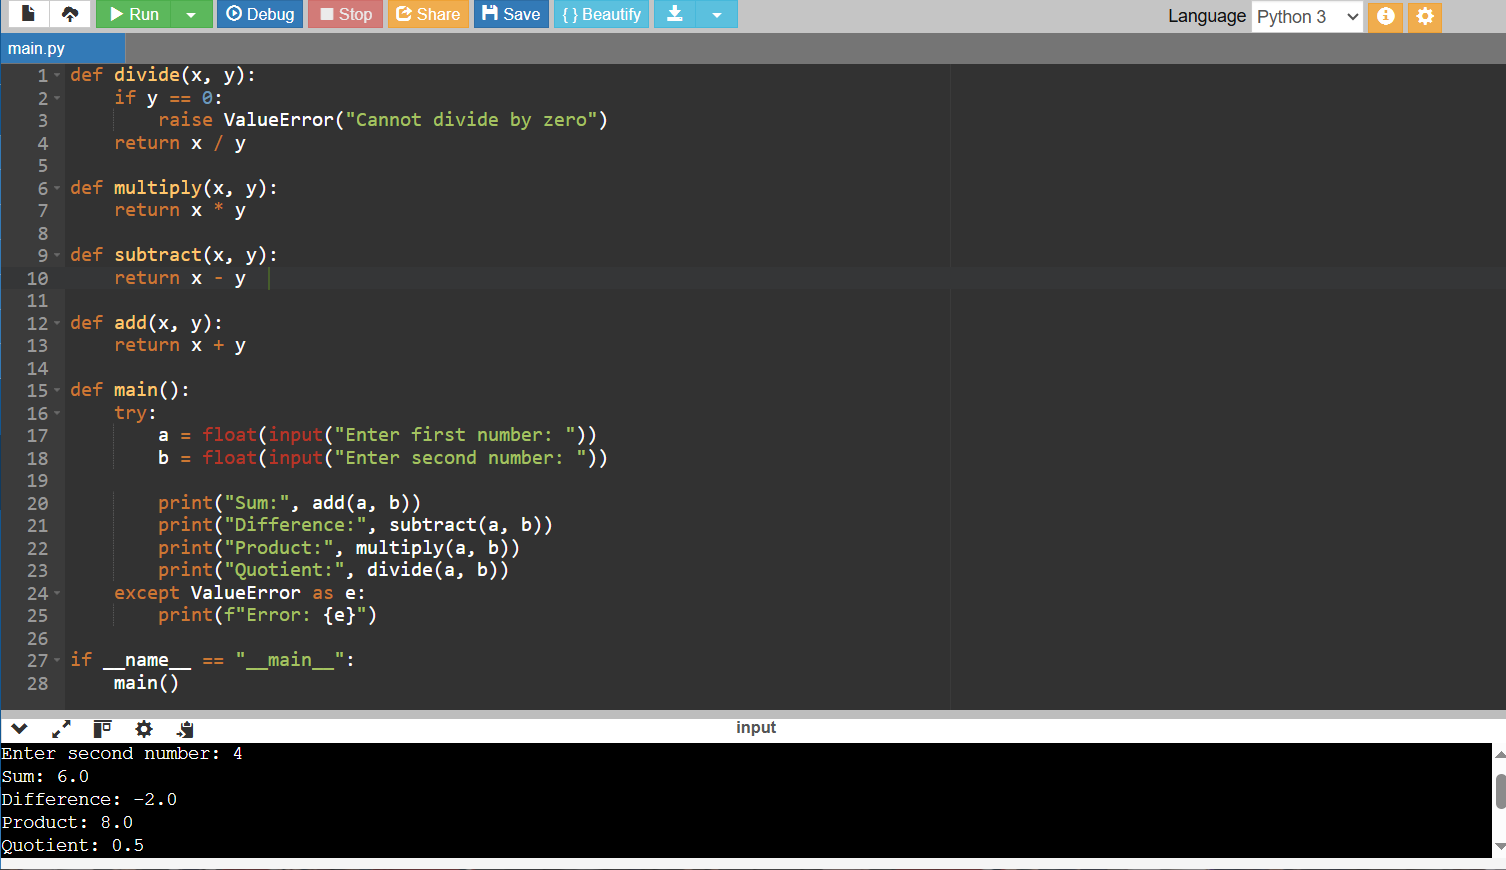 Run Debug Stop Share Save { } Beautify Language Python 3
main.py
1 def divide(x, y):
2     if y == 0:
3         raise ValueError("Cannot divide by zero")
4     return x / y
5
6 def multiply(x, y):
7     return x * y
8
9 def subtract(x, y):
10     return x - y
11
12 def add(x, y):
13     return x + y
14
15 def main():
16     try:
17         a = float(input("Enter first number: "))
18         b = float(input("Enter second number: "))
19
20         print("Sum:", add(a, b))
21         print("Difference:", subtract(a, b))
22         print("Product:", multiply(a, b))
23         print("Quotient:", divide(a, b))
24     except ValueError as e:
25         print(f"Error: {e}")
26
27 if __name__ == "__main__":
28     main()
input
Enter second number: 4
Sum: 6.0
Difference: -2.0
Product: 8.0
Quotient: 0.5